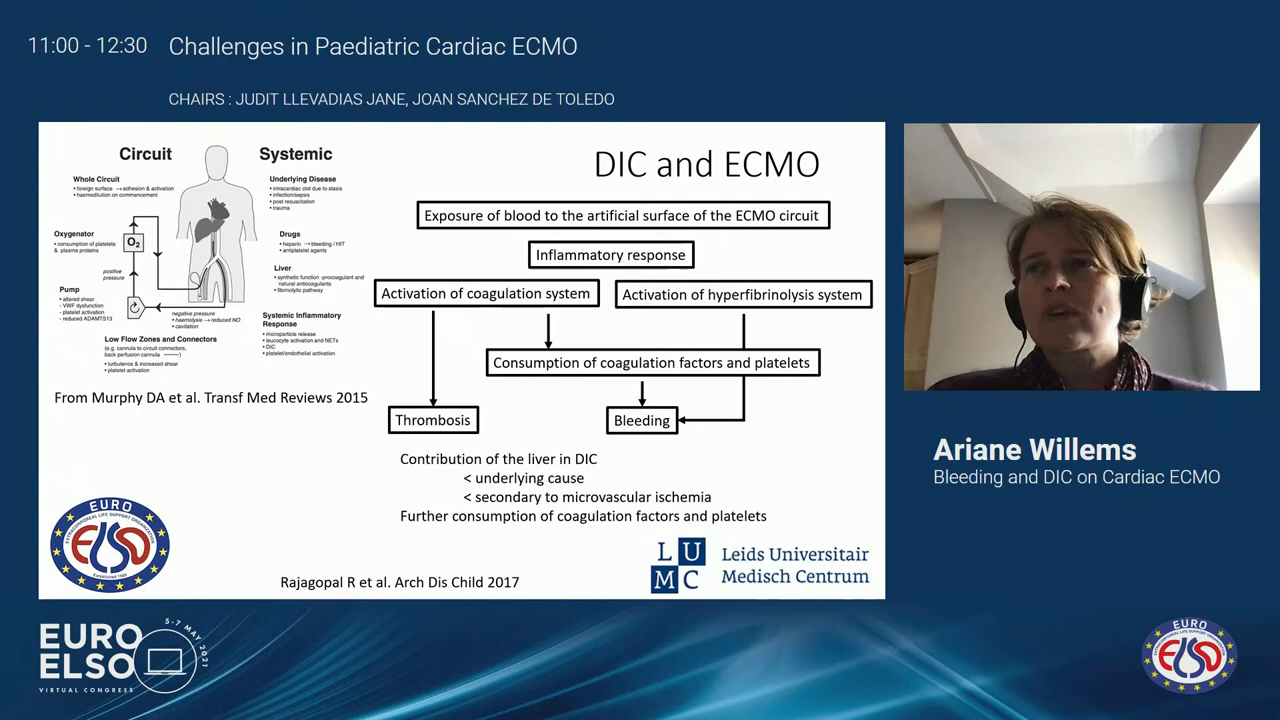 11:00 - 12:30 Challenges in Paediatric Cardiac ECMO
CHAIRS : JUDIT LLEVADIAS JANE, JOAN SANCHEZ DE TOLEDO
Circuit
Systemic
Whole Circuit
• foreign surface → adhesion & activation
• haemodilution on commencement
Oxygenator
• consumption of platelets
& plasma proteins
O2
positive
pressure
Pump
• altered shear
- VWF dysfunction
- platelet activation
- reduced ADAMTS13
negative pressure
• haemolysis → reduced NO
• cavitation
Low Flow Zones and Connectors
(e.g. cannula to circuit connectors,
back perfusion cannula
• turbulence & increased shear
• platelet activation
Underlying Disease
• intracardiac clot due to stasis
• infection/sepsis
• post resuscitation
• trauma
Drugs
• heparin → bleeding / HIT
• antiplatelet agents
Liver
• synthetic function -procoagulant and
natural anticoagulants
• fibrinolytic pathway
Systemic Inflammatory
Response
• microparticle release
• leucocyte activation and NETs
• DIC
• platelet/endothelial activation
From Murphy DA et al. Transf Med Reviews 2015
DIC and ECMO
Exposure of blood to the artificial surface of the ECMO circuit
Inflammatory response
Activation of coagulation system
Activation of hyperfibrinolysis system
Consumption of coagulation factors and platelets
Thrombosis
Bleeding
Contribution of the liver in DIC
< underlying cause
< secondary to microvascular ischemia
Further consumption of coagulation factors and platelets
Rajagopal R et al. Arch Dis Child 2017
EURO
EXTRACORPOREAL LIFE SUPPORT ORGANIZATION
ELSO
Established 1989
L U
M C
Leids Universitair
Medisch Centrum
Ariane Willems
Bleeding and DIC on Cardiac ECMO
EURO
ELSO
VIRTUAL CONGRESS
5-7 MAY 2021
EURO
ELSO